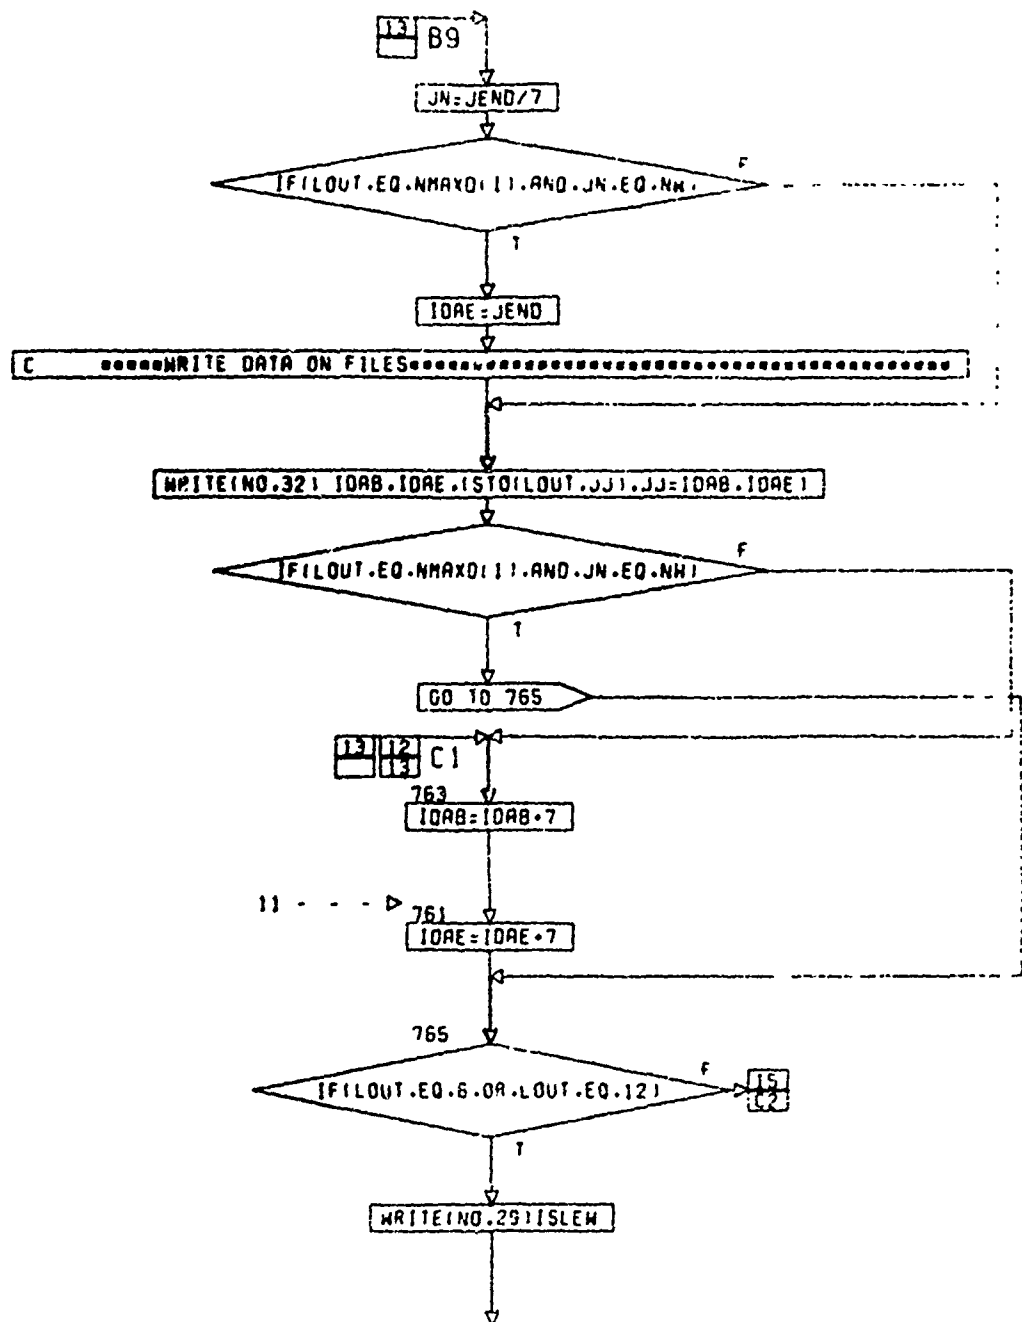 13 B9
JN=JEND/7
F
IF(LOUT.EQ.NMAXO(1).AND.JN.EQ.NW)
T
IDAE=JEND
C *****WRITE DATA ON FILES*******************************************
WRITE(NO.32) IDAB.IDAE.(STO(LOUT.JJ).JJ=IDAB.IDAE)
F
IF(LOUT.EQ.NMAXO(1).AND.JN.EQ.NW)
T
GO TO 765
13 12 C1
13
763
IDAB=IDAB+7
11 - - -
761
IDAE=IDAE+7
765
F
IF(LOUT.EQ.6.OR.LOUT.EQ.12)
15
C2
T
WRITE(NO.29)ISLEW